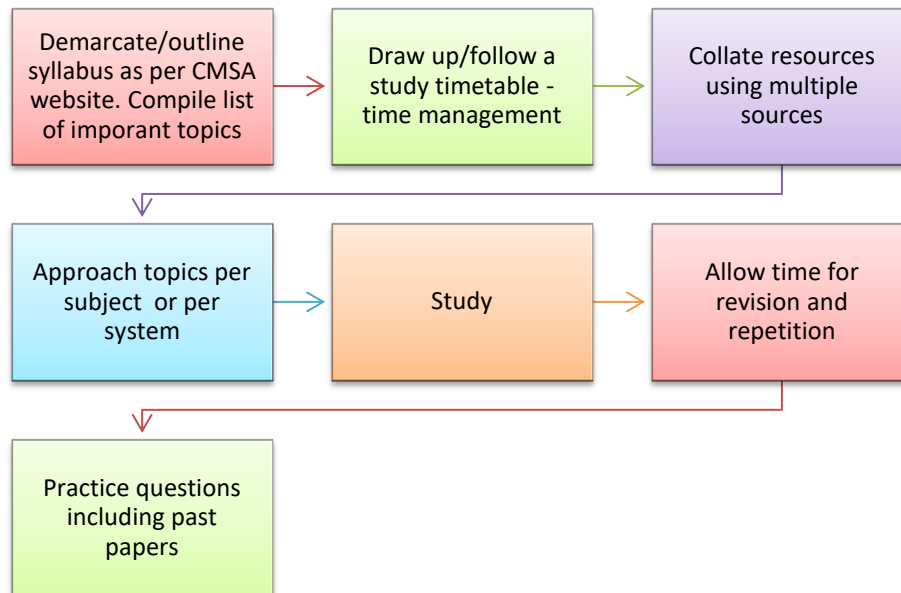 Demarcate/outline
syllabus as per CMSA
website. Compile list
of imporant topics
Draw up/follow a
study timetable -
time management
Collate resources
using multiple
sources
Approach topics per
subject or per
system
Study
Allow time for
revision and
repetition
Practice questions
including past
papers